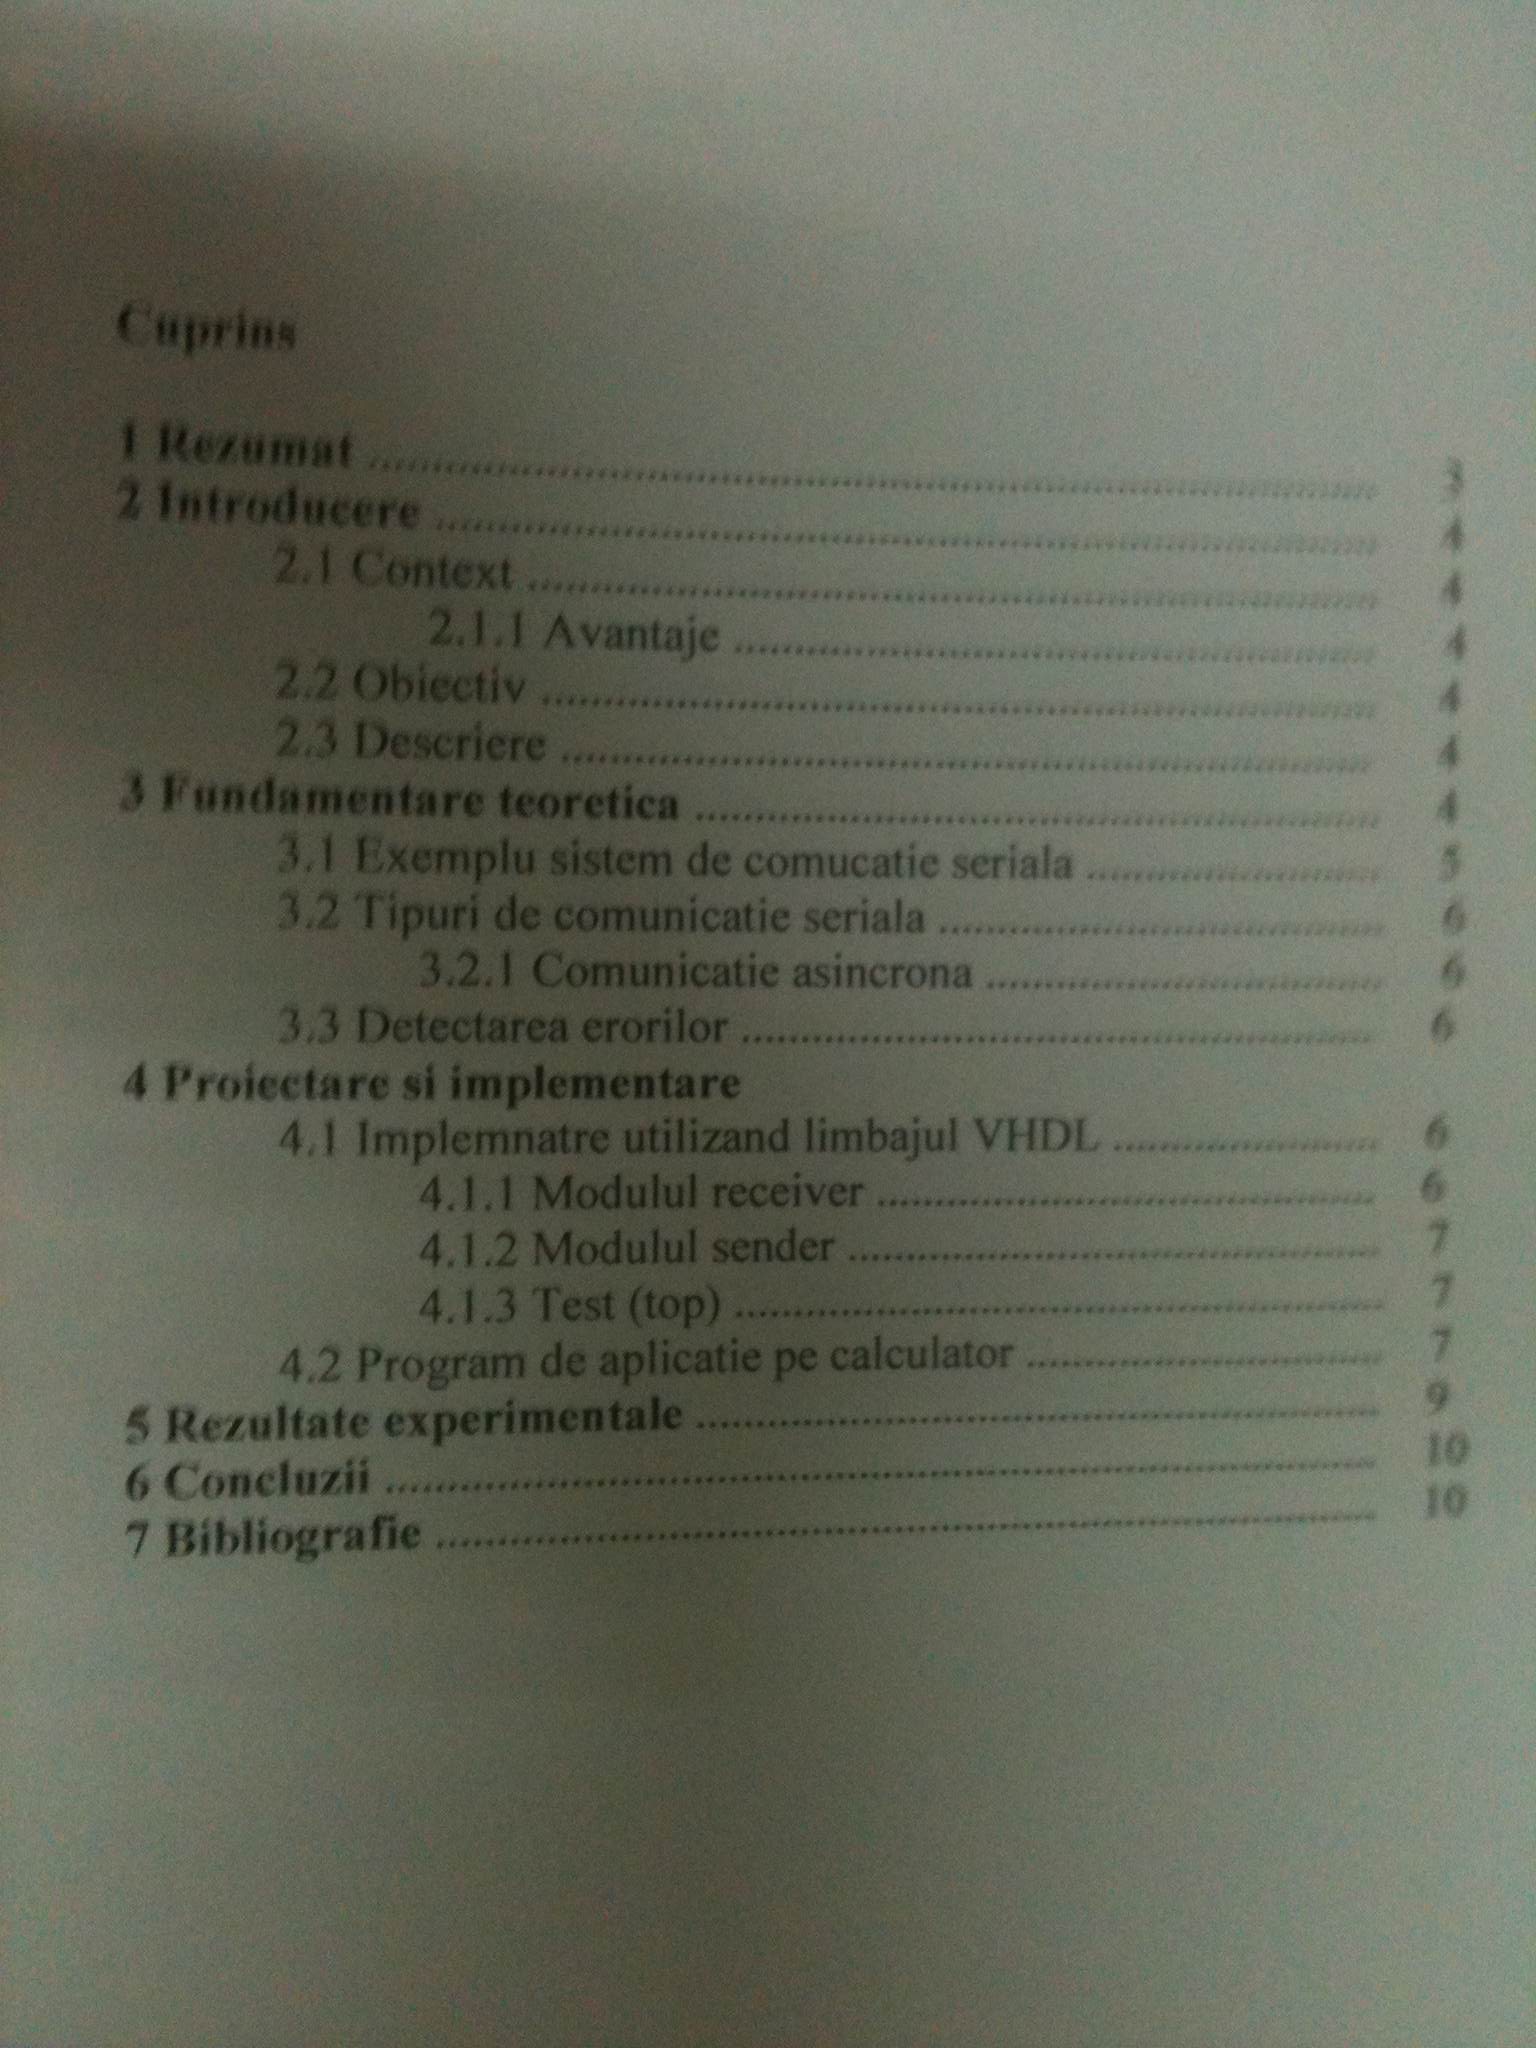 Cuprins
1 Rezumat ........................................ 3
2 Introducere ........................................ 4
2.1 Context ........................................ 4
2.1.1 Avantaje ........................................ 4
2.2 Obiectiv ........................................ 4
2.3 Descriere ........................................ 4
3 Fundamentare teoretica ........................................ 4
3.1 Exemplu sistem de comucatie seriala ........................................ 5
3.2 Tipuri de comunicatie seriala ........................................ 6
3.2.1 Comunicatie asincrona ........................................ 6
3.3 Detectarea erorilor ........................................ 6
4 Proiectare si implementare
4.1 Implemnatre utilizand limbajul VHDL ........................................ 6
4.1.1 Modulul receiver ........................................ 6
4.1.2 Modulul sender ........................................ 7
4.1.3 Test (top) ........................................ 7
4.2 Program de aplicatie pe calculator ........................................ 7
5 Rezultate experimentale ........................................ 9
6 Concluzii ........................................ 10
7 Bibliografie ........................................ 10